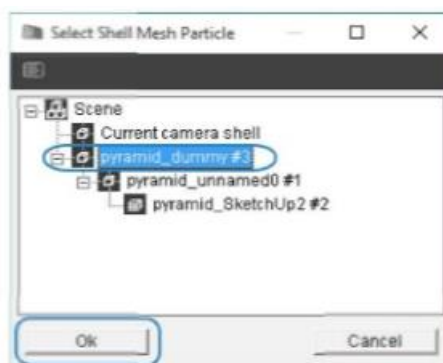 Select Shell Mesh Particle
Scene
Current camera shell
pyramid_dummy #3
pyramid_unnamed0 #1
pyramid_SketchUp2 #2
Ok
Cancel